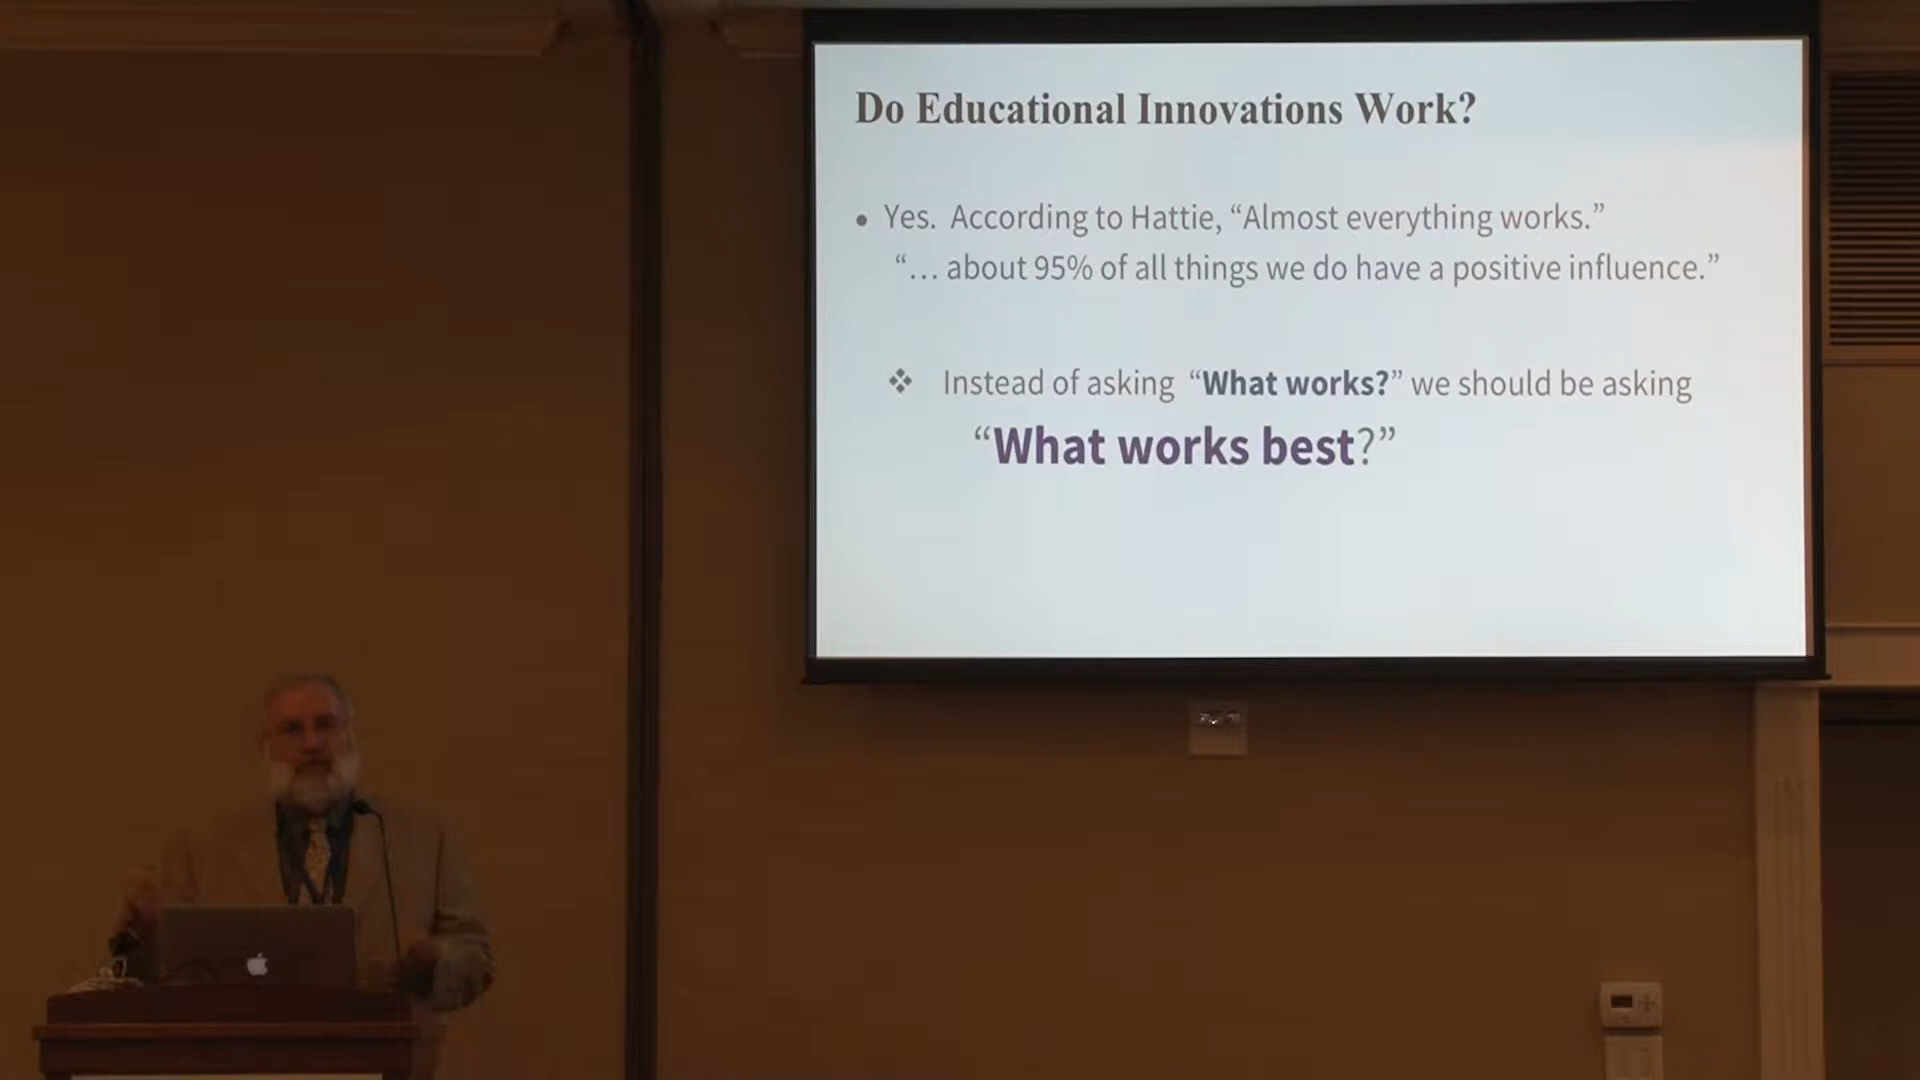 Do Educational Innovations Work?
• Yes. According to Hattie, “Almost everything works.”
“… about 95% of all things we do have a positive influence.”
❖ Instead of asking “What works?” we should be asking
“What works best?”